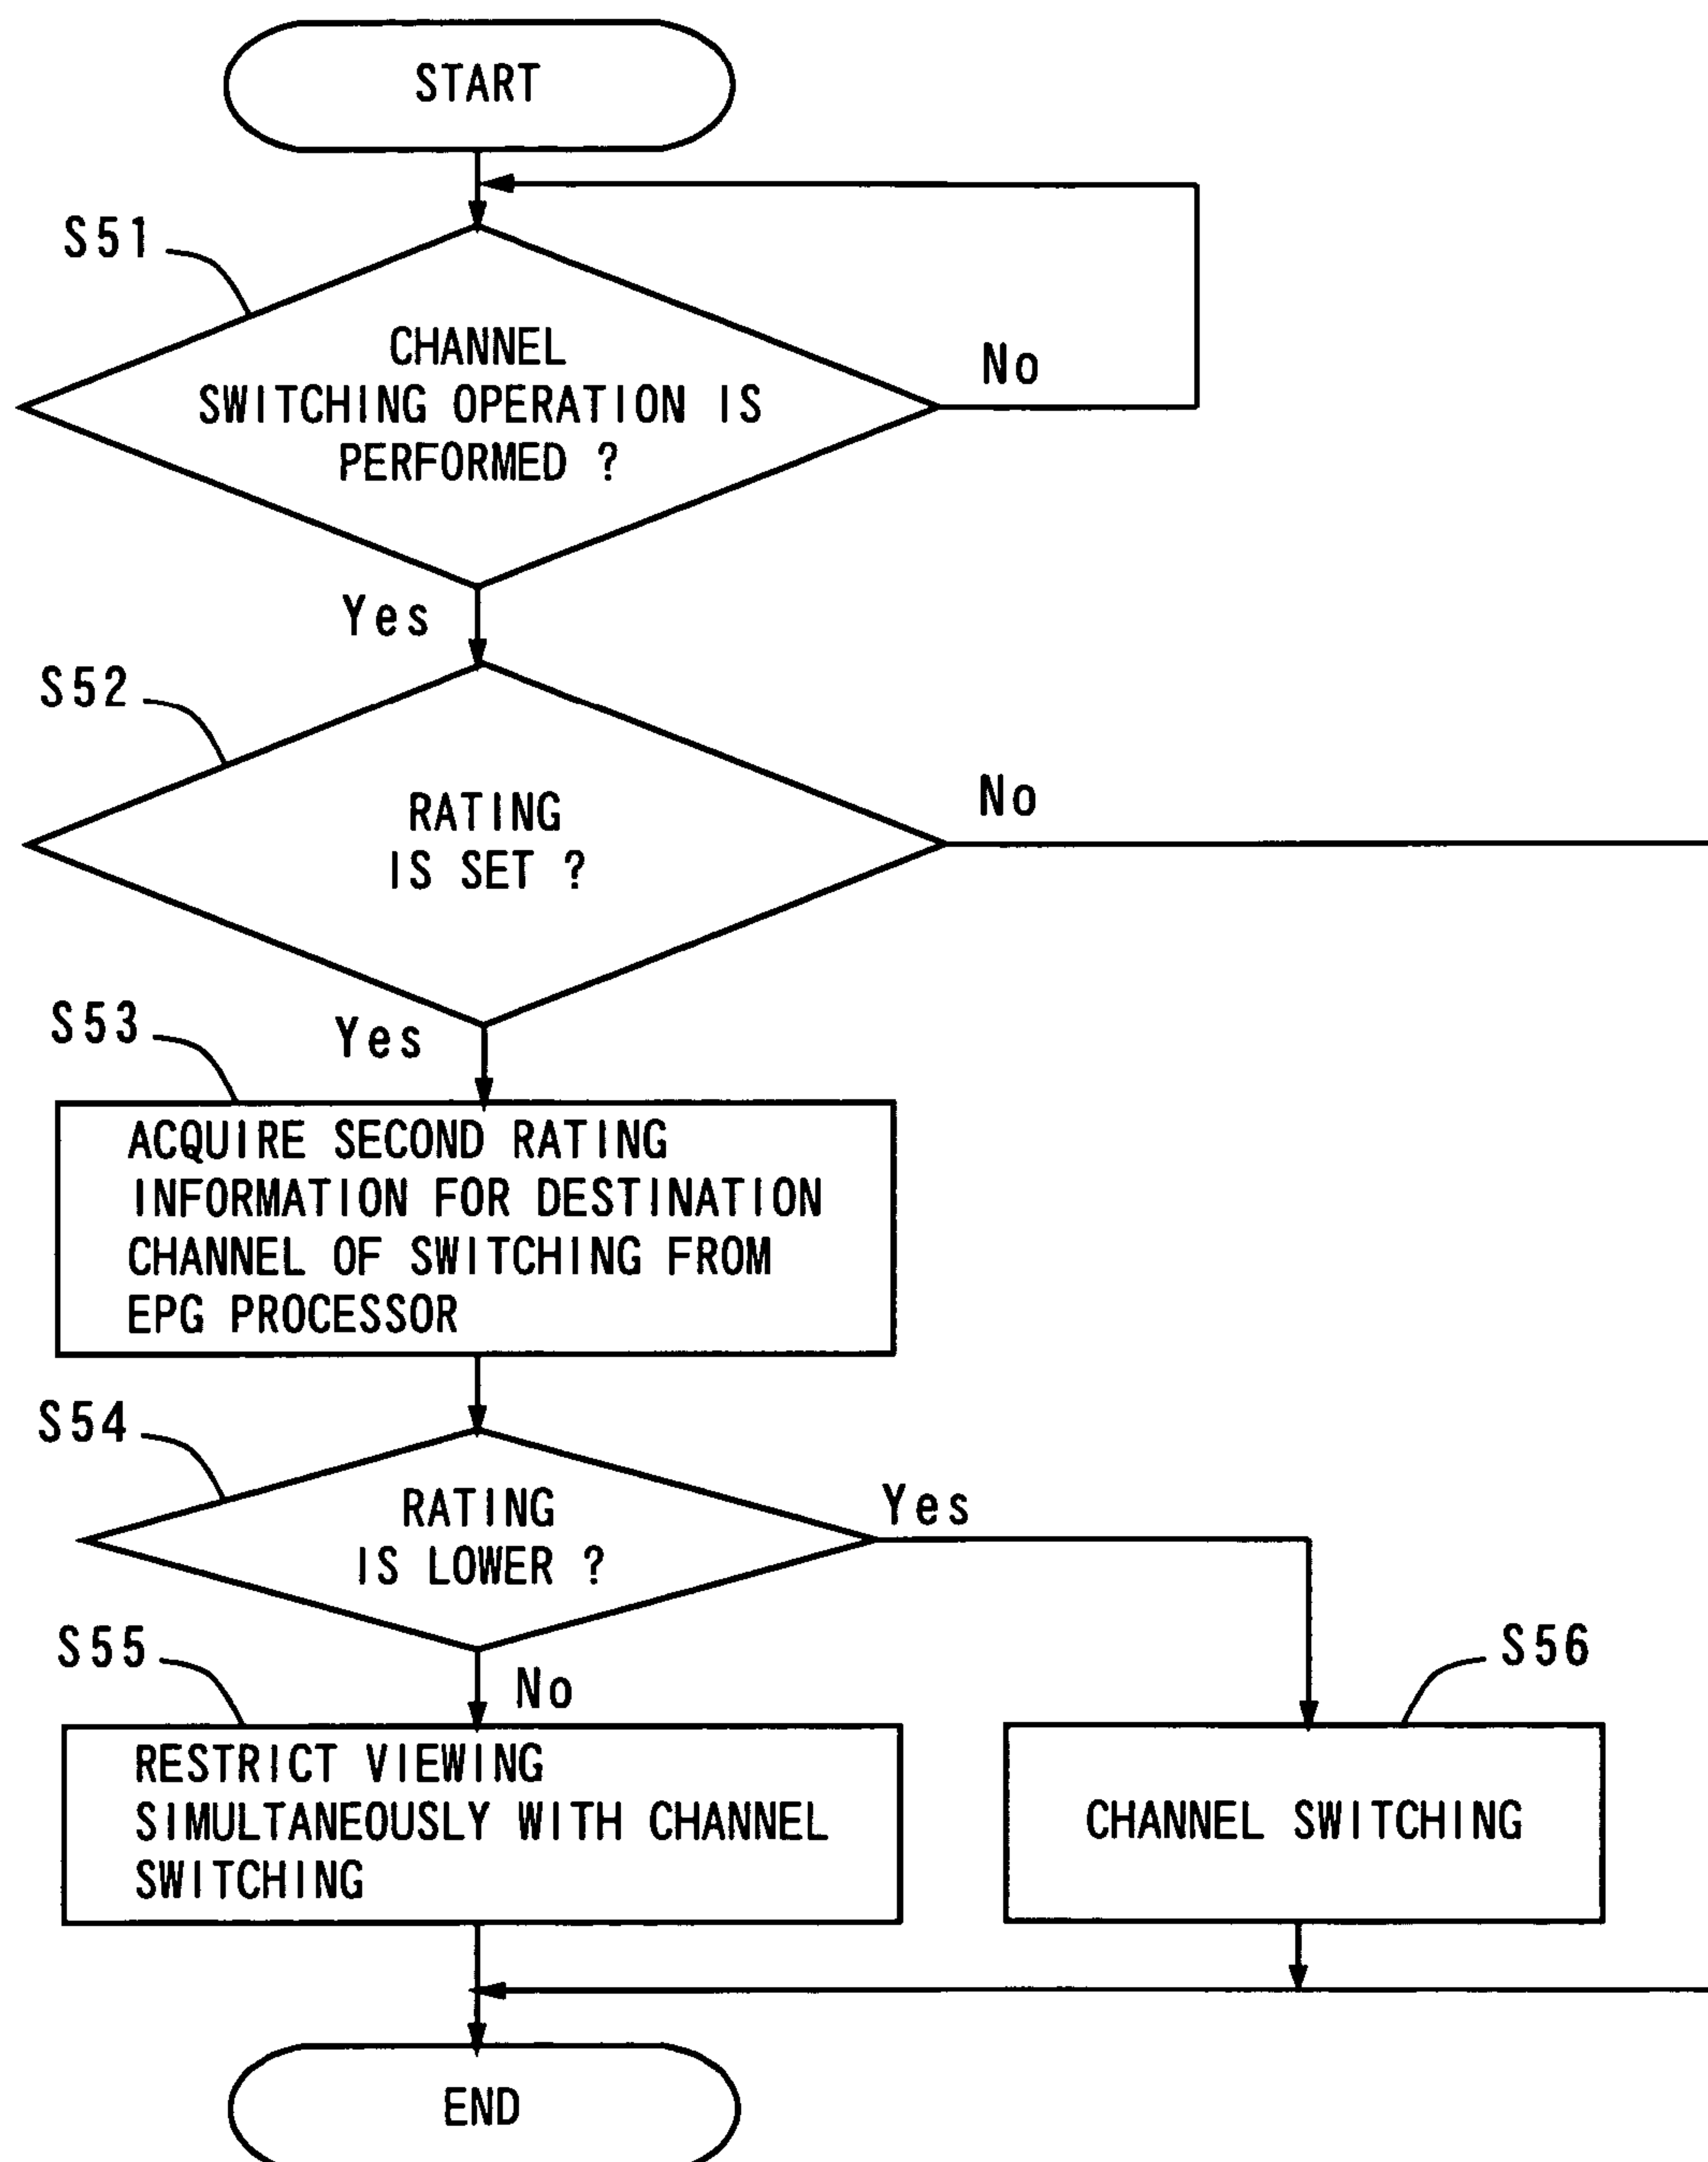 START
S51
CHANNEL
SWITCHING OPERATION IS
PERFORMED ?
No
Yes
S52
RATING
IS SET ?
No
Yes
S53
ACQUIRE SECOND RATING
INFORMATION FOR DESTINATION
CHANNEL OF SWITCHING FROM
EPG PROCESSOR
S54
RATING
IS LOWER ?
Yes
No
S55
RESTRICT VIEWING
SIMULTANEOUSLY WITH CHANNEL
SWITCHING
S56
CHANNEL SWITCHING
END